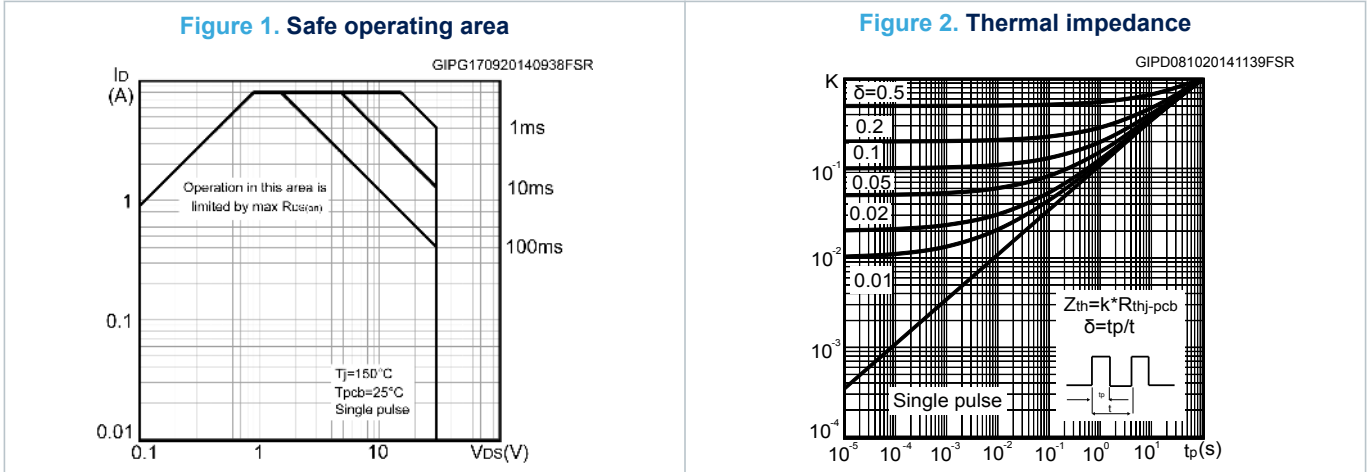 Figure 1. Safe operating area
GIPG170920140938FSR
ID
(A)
1ms
10ms
Operation in this area is
limited by max RDS(on)
1
100ms
0.1
Tj=150°C
Tpcb=25°C
Single pulse
0.01
0.1 1 10 VDS(V)
Figure 2. Thermal impedance
GIPD081020141139FSR
K
δ=0.5
0.2
0.1
10-1
0.05
0.02
10-2
0.01
Zth=k*Rthj-pcb
δ=tp/t
10-3
tp
t
Single pulse
10-4
10-5 10-4 10-3 10-2 10-1 100 101 tp(s)